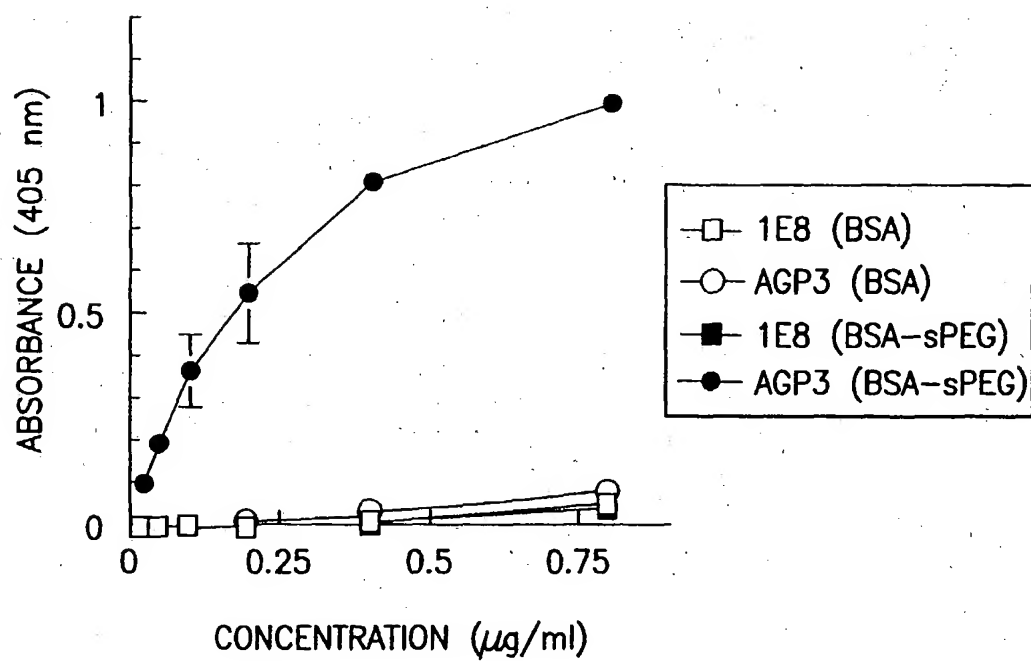 ABSORBANCE (405 nm)
1
0.5
0
0
0.25
0.5
0.75
CONCENTRATION (μg/ml)
1E8 (BSA)
AGP3 (BSA)
1E8 (BSA-sPEG)
AGP3 (BSA-sPEG)